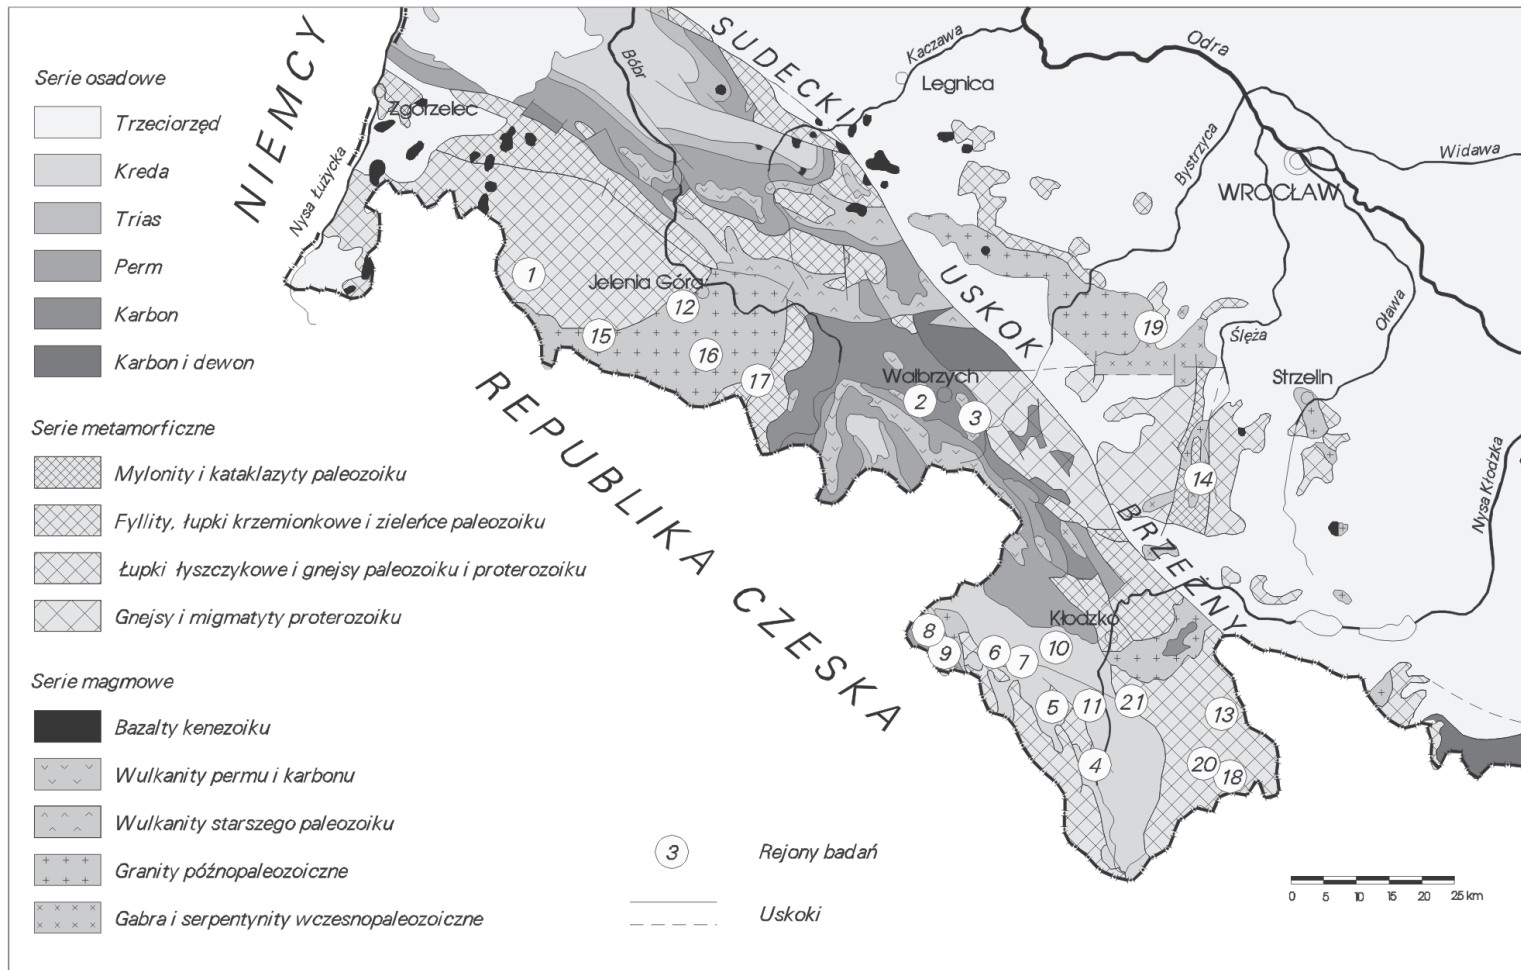 Serie osadowe
Trzeciorzęd
Kreda
Trias
Perm
Karbon
Karbon i dewon
Serie metamorficzne
Mylonity i kataklazyty paleozoiku
Fyllity, łupki krzemionkowe i zieleńce paleozoiku
Łupki łyszczykowe i gnejsy paleozoiku i proterozoiku
Gnejsy i migmatyty proterozoiku
Serie magmowe
Bazalty kenezoiku
Wulkanity permu i karbonu
Wulkanity starszego paleozoiku
Granity późnopaleozoiczne
Gabra i serpentynity wczesnopaleozoiczne
NIEMCY
Nysa Łużycka
Zgorzelec
Bóbr
SUDECKI
USKOK
BRZEŻNY
Kaczawa
Legnica
Odra
Bystrzyca
Widawa
WROCŁAW
Ślęża
Oława
Strzelin
Nysa Kłodzka
Jelenia Góra
Wałbrzych
Kłodzko
REPUBLIKA CZESKA
1
12
15
16
17
2
3
19
14
8
9
6
7
10
5
11
21
13
4
20
18
3
Rejony badań
Uskoki
0 5 10 15 20 25 km